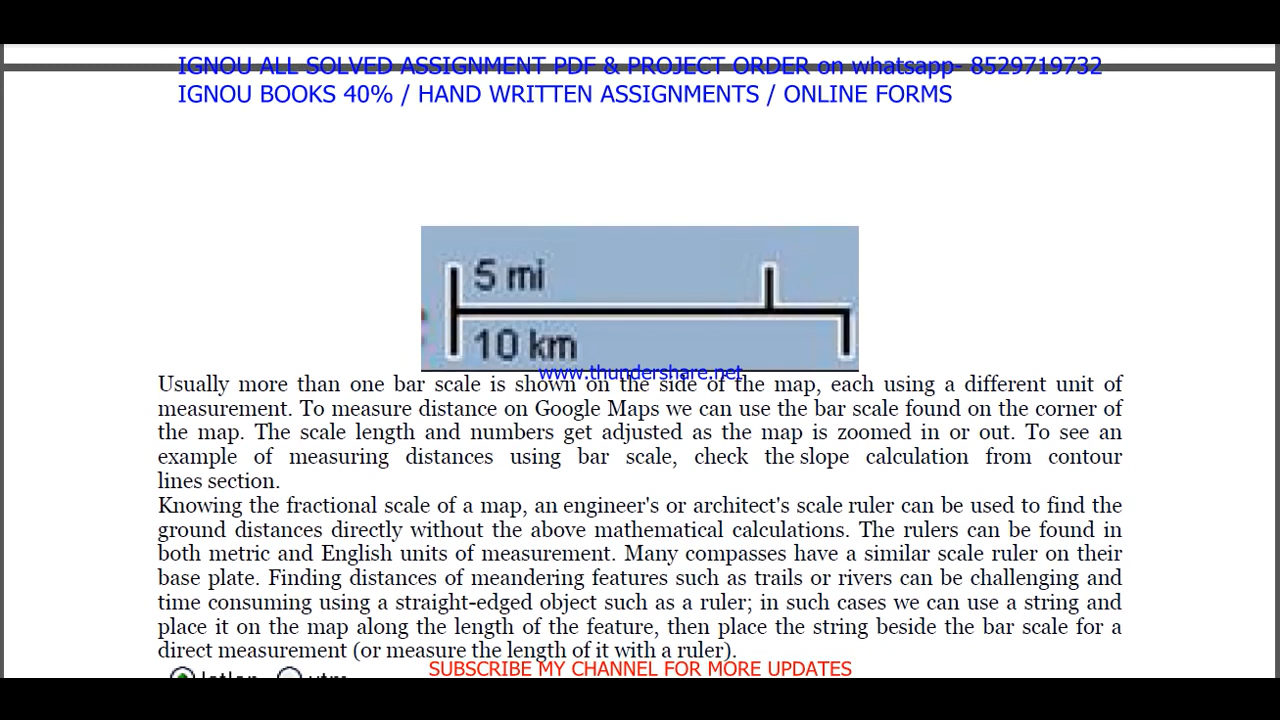 IGNOU ALL SOLVED ASSIGNMENT PDF & PROJECT ORDER on whatsapp- 8529719732
IGNOU BOOKS 40% / HAND WRITTEN ASSIGNMENTS / ONLINE FORMS
5 mi
10 km
www.thundershare.net
Usually more than one bar scale is shown on the side of the map, each using a different unit of
measurement. To measure distance on Google Maps we can use the bar scale found on the corner of
the map. The scale length and numbers get adjusted as the map is zoomed in or out. To see an
example of measuring distances using bar scale, check the slope calculation from contour
lines section.
Knowing the fractional scale of a map, an engineer's or architect's scale ruler can be used to find the
ground distances directly without the above mathematical calculations. The rulers can be found in
both metric and English units of measurement. Many compasses have a similar scale ruler on their
base plate. Finding distances of meandering features such as trails or rivers can be challenging and
time consuming using a straight-edged object such as a ruler; in such cases we can use a string and
place it on the map along the length of the feature, then place the string beside the bar scale for a
direct measurement (or measure the length of it with a ruler).
SUBSCRIBE MY CHANNEL FOR MORE UPDATES